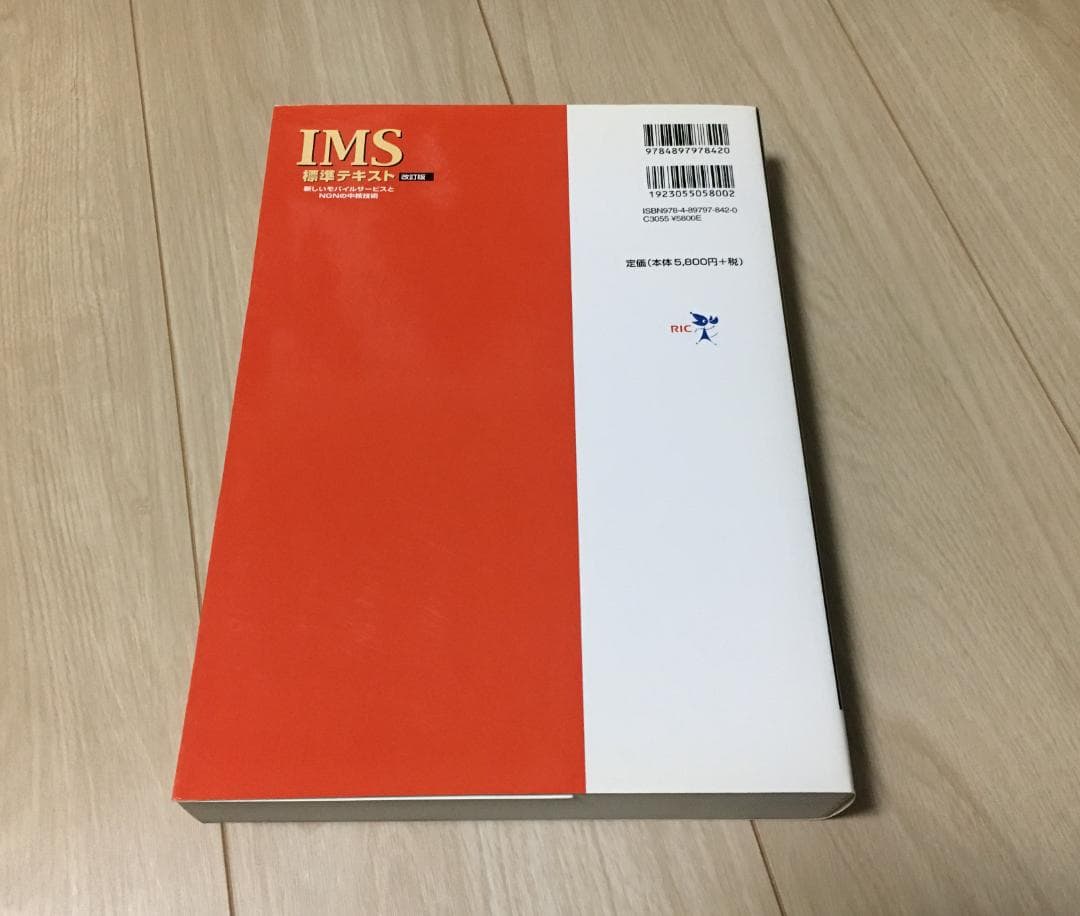 IMS
標準テキスト 改訂版
新しいモバイルサービスと
NGNの中核技術
9784897978420
1923055058002
ISBN978-4-89797-842-0
C3055 ¥5800E
定価(本体5,800円+税)
RIC